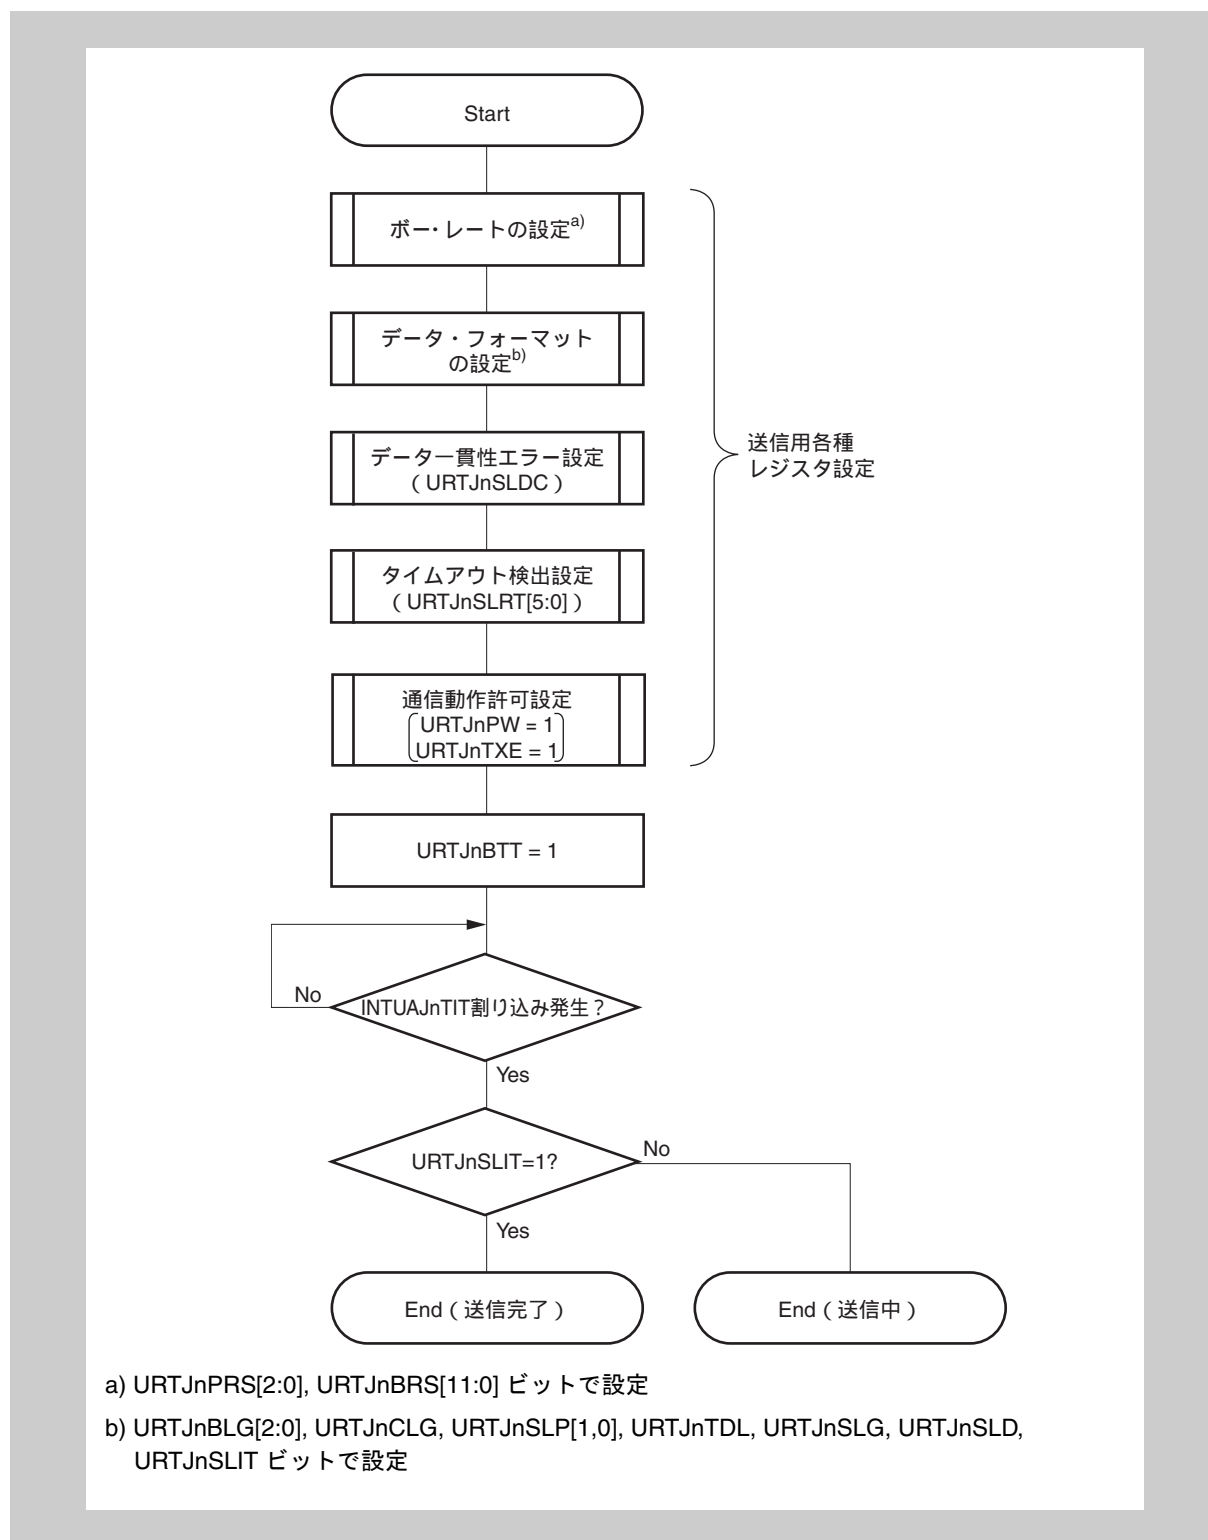 Start
ボー・レートの設定a)
データ・フォーマット
の設定b)
データ一貫性エラー設定
( URTJnSLDC )
タイムアウト検出設定
( URTJnSLRT[5:0] )
通信動作許可設定
URTJnPW = 1
URTJnTXE = 1
送信用各種
レジスタ設定
URTJnBTT = 1
No
INTUAJnTIT割り込み発生？
Yes
URTJnSLIT=1?
No
Yes
End ( 送信完了 )
End ( 送信中 )
a) URTJnPRS[2:0], URTJnBRS[11:0] ビットで設定
b) URTJnBLG[2:0], URTJnCLG, URTJnSLP[1,0], URTJnTDL, URTJnSLG, URTJnSLD,
URTJnSLIT ビットで設定